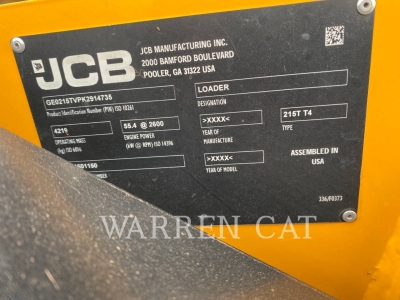 JCB
JCB MANUFACTURING INC.
2000 BAMFORD BOULEVARD
POOLER, GA 31322 USA
GE0215TVPK2914735
Product Identification Number (PIN) ISO 10261
LOADER
DESIGNATION
4219
OPERATING MASS
(kg) ISO 6016
55.4 @ 2600
ENGINE POWER
(kW @ RPM) ISO 14396
>XXXX<
YEAR OF
MANUFACTURE
215T T4
TYPE
>XXXX<
YEAR OF MODEL
ASSEMBLED IN
USA
336/F0373
WARREN CAT